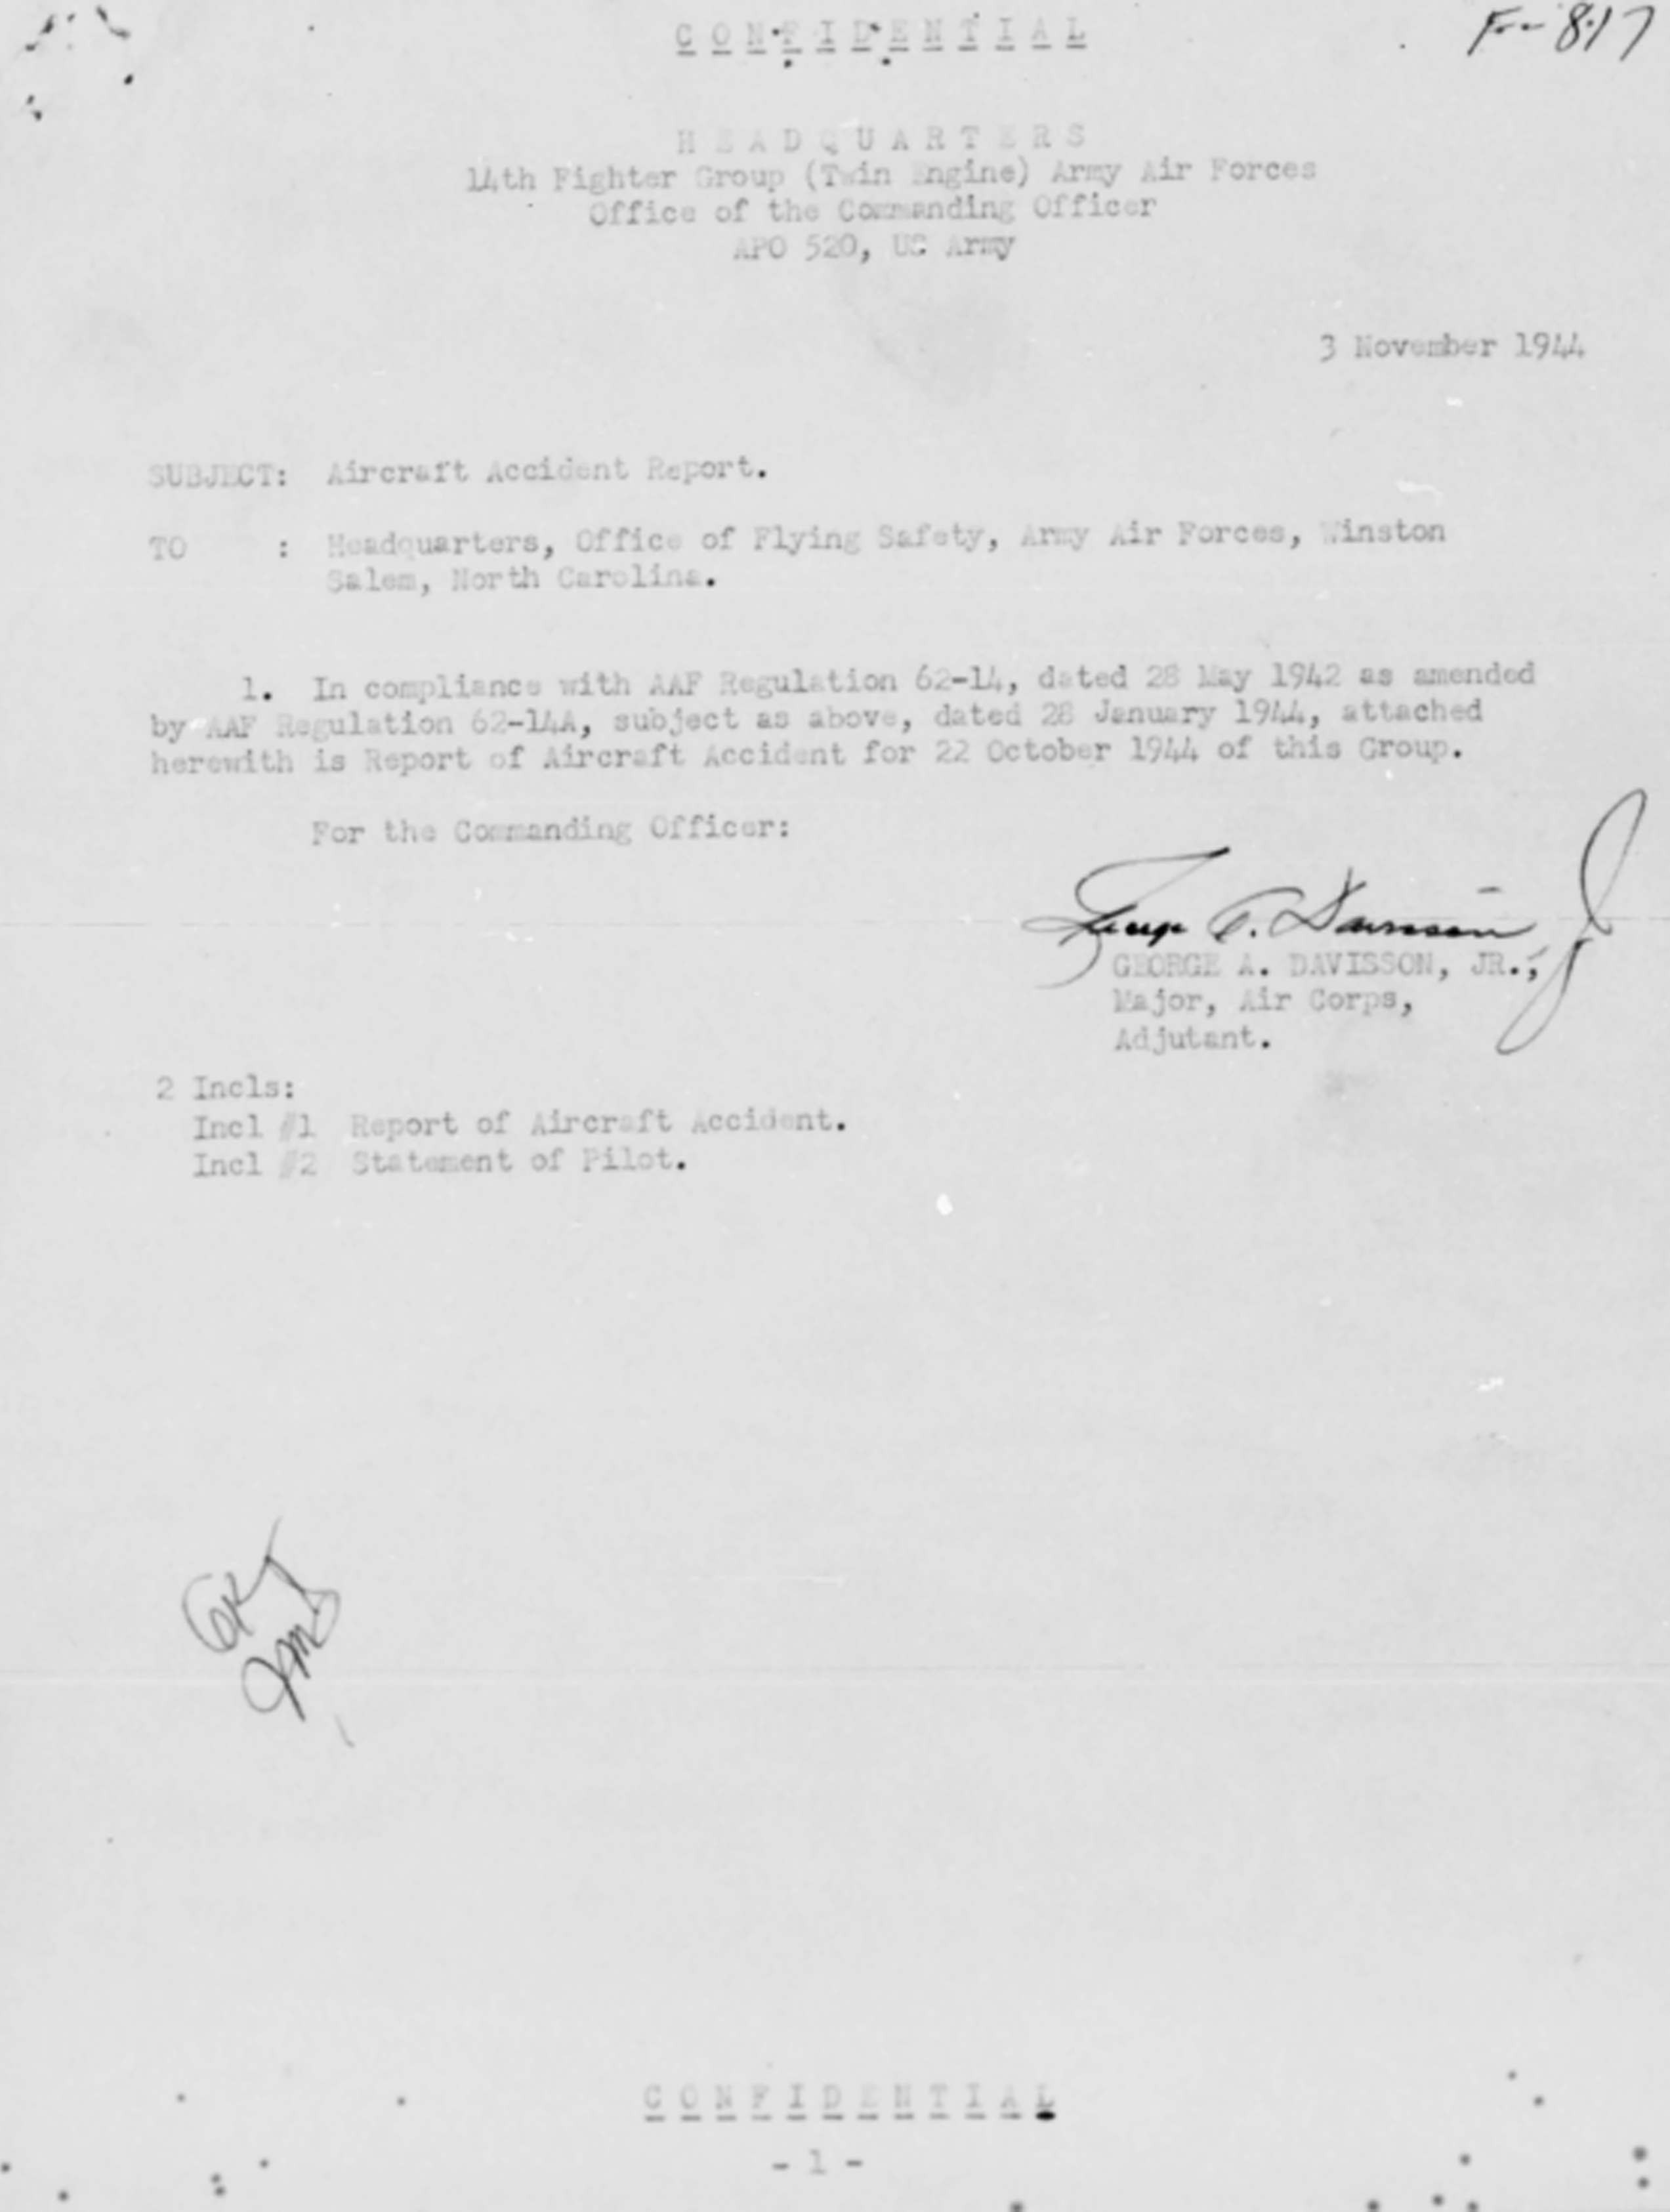 C O N F I D E N T I A L
F-- 817
H E A D Q U A R T E R S
14th Fighter Group (Twin Engine) Army Air Forces
Office of the Commanding Officer
APO 520, US Army
3 November 1944
SUBJECT: Aircraft Accident Report.
TO : Headquarters, Office of Flying Safety, Army Air Forces, Winston
Salem, North Carolina.
1. In compliance with AAF Regulation 62-14, dated 28 May 1942 as amended
by AAF Regulation 62-14A, subject as above, dated 28 January 1944, attached
herewith is Report of Aircraft Accident for 22 October 1944 of this Group.
For the Commanding Officer:
George A. Davisson, Jr
GEORGE A. DAVISSON, JR.,
Major, Air Corps,
Adjutant.
2 Incls:
Incl #1 Report of Aircraft Accident.
Incl #2 Statement of Pilot.
C O N F I D E N T I A L
- 1 -